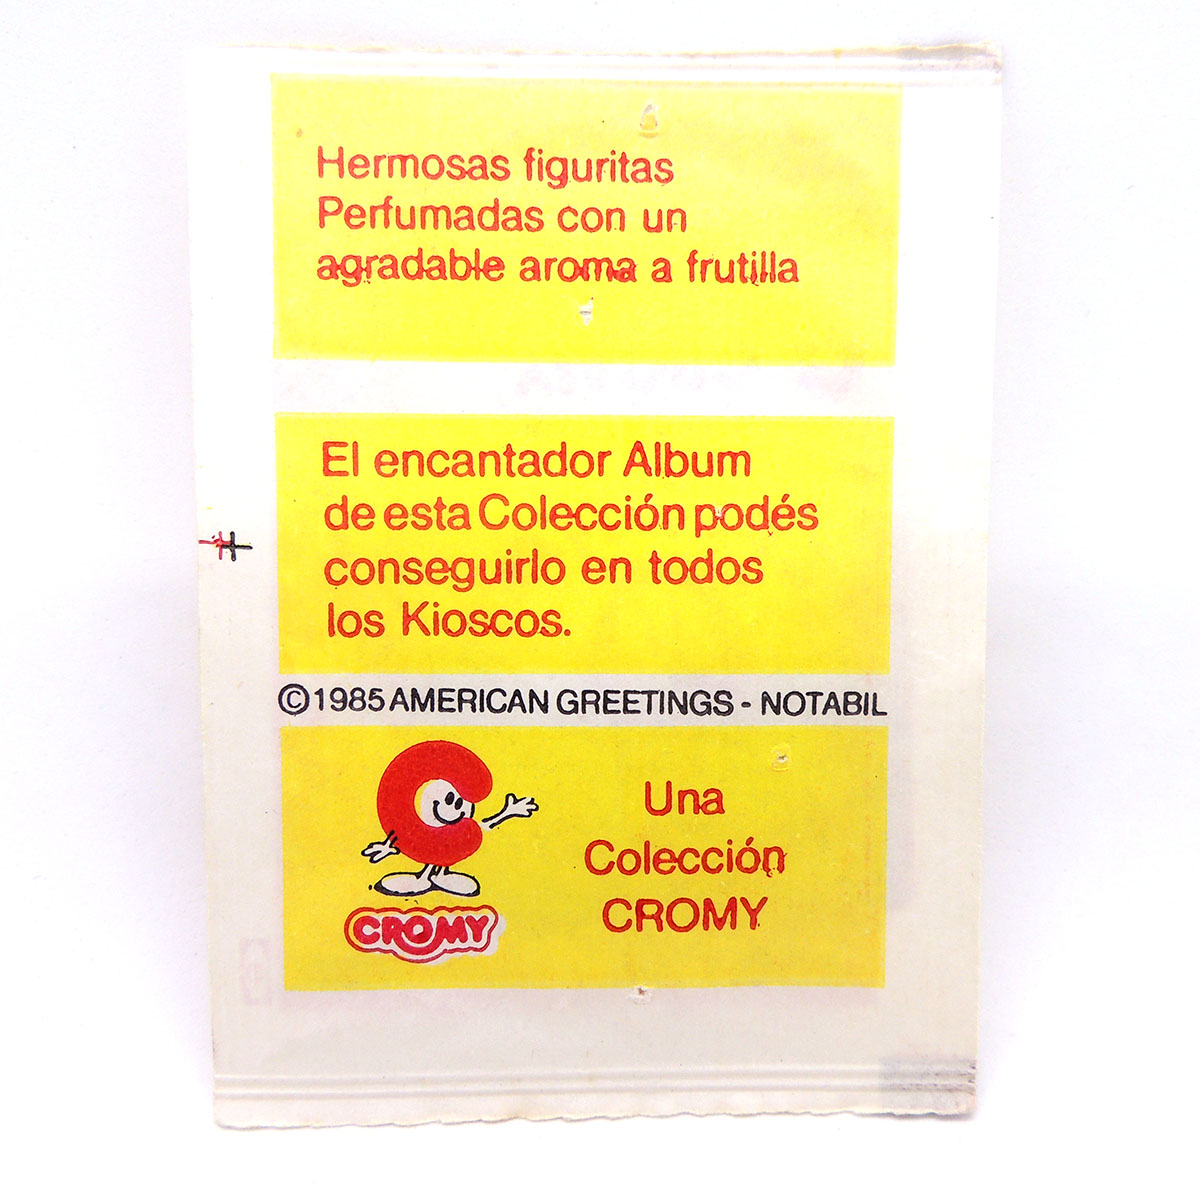 Hermosas figuritas
Perfumadas con un
agradable aroma a frutilla
El encantador Album
de esta Colección podés
conseguirlo en todos
los Kioscos.
©1985 AMERICAN GREETINGS - NOTABIL
Una
Colección
CROMY
CROMY